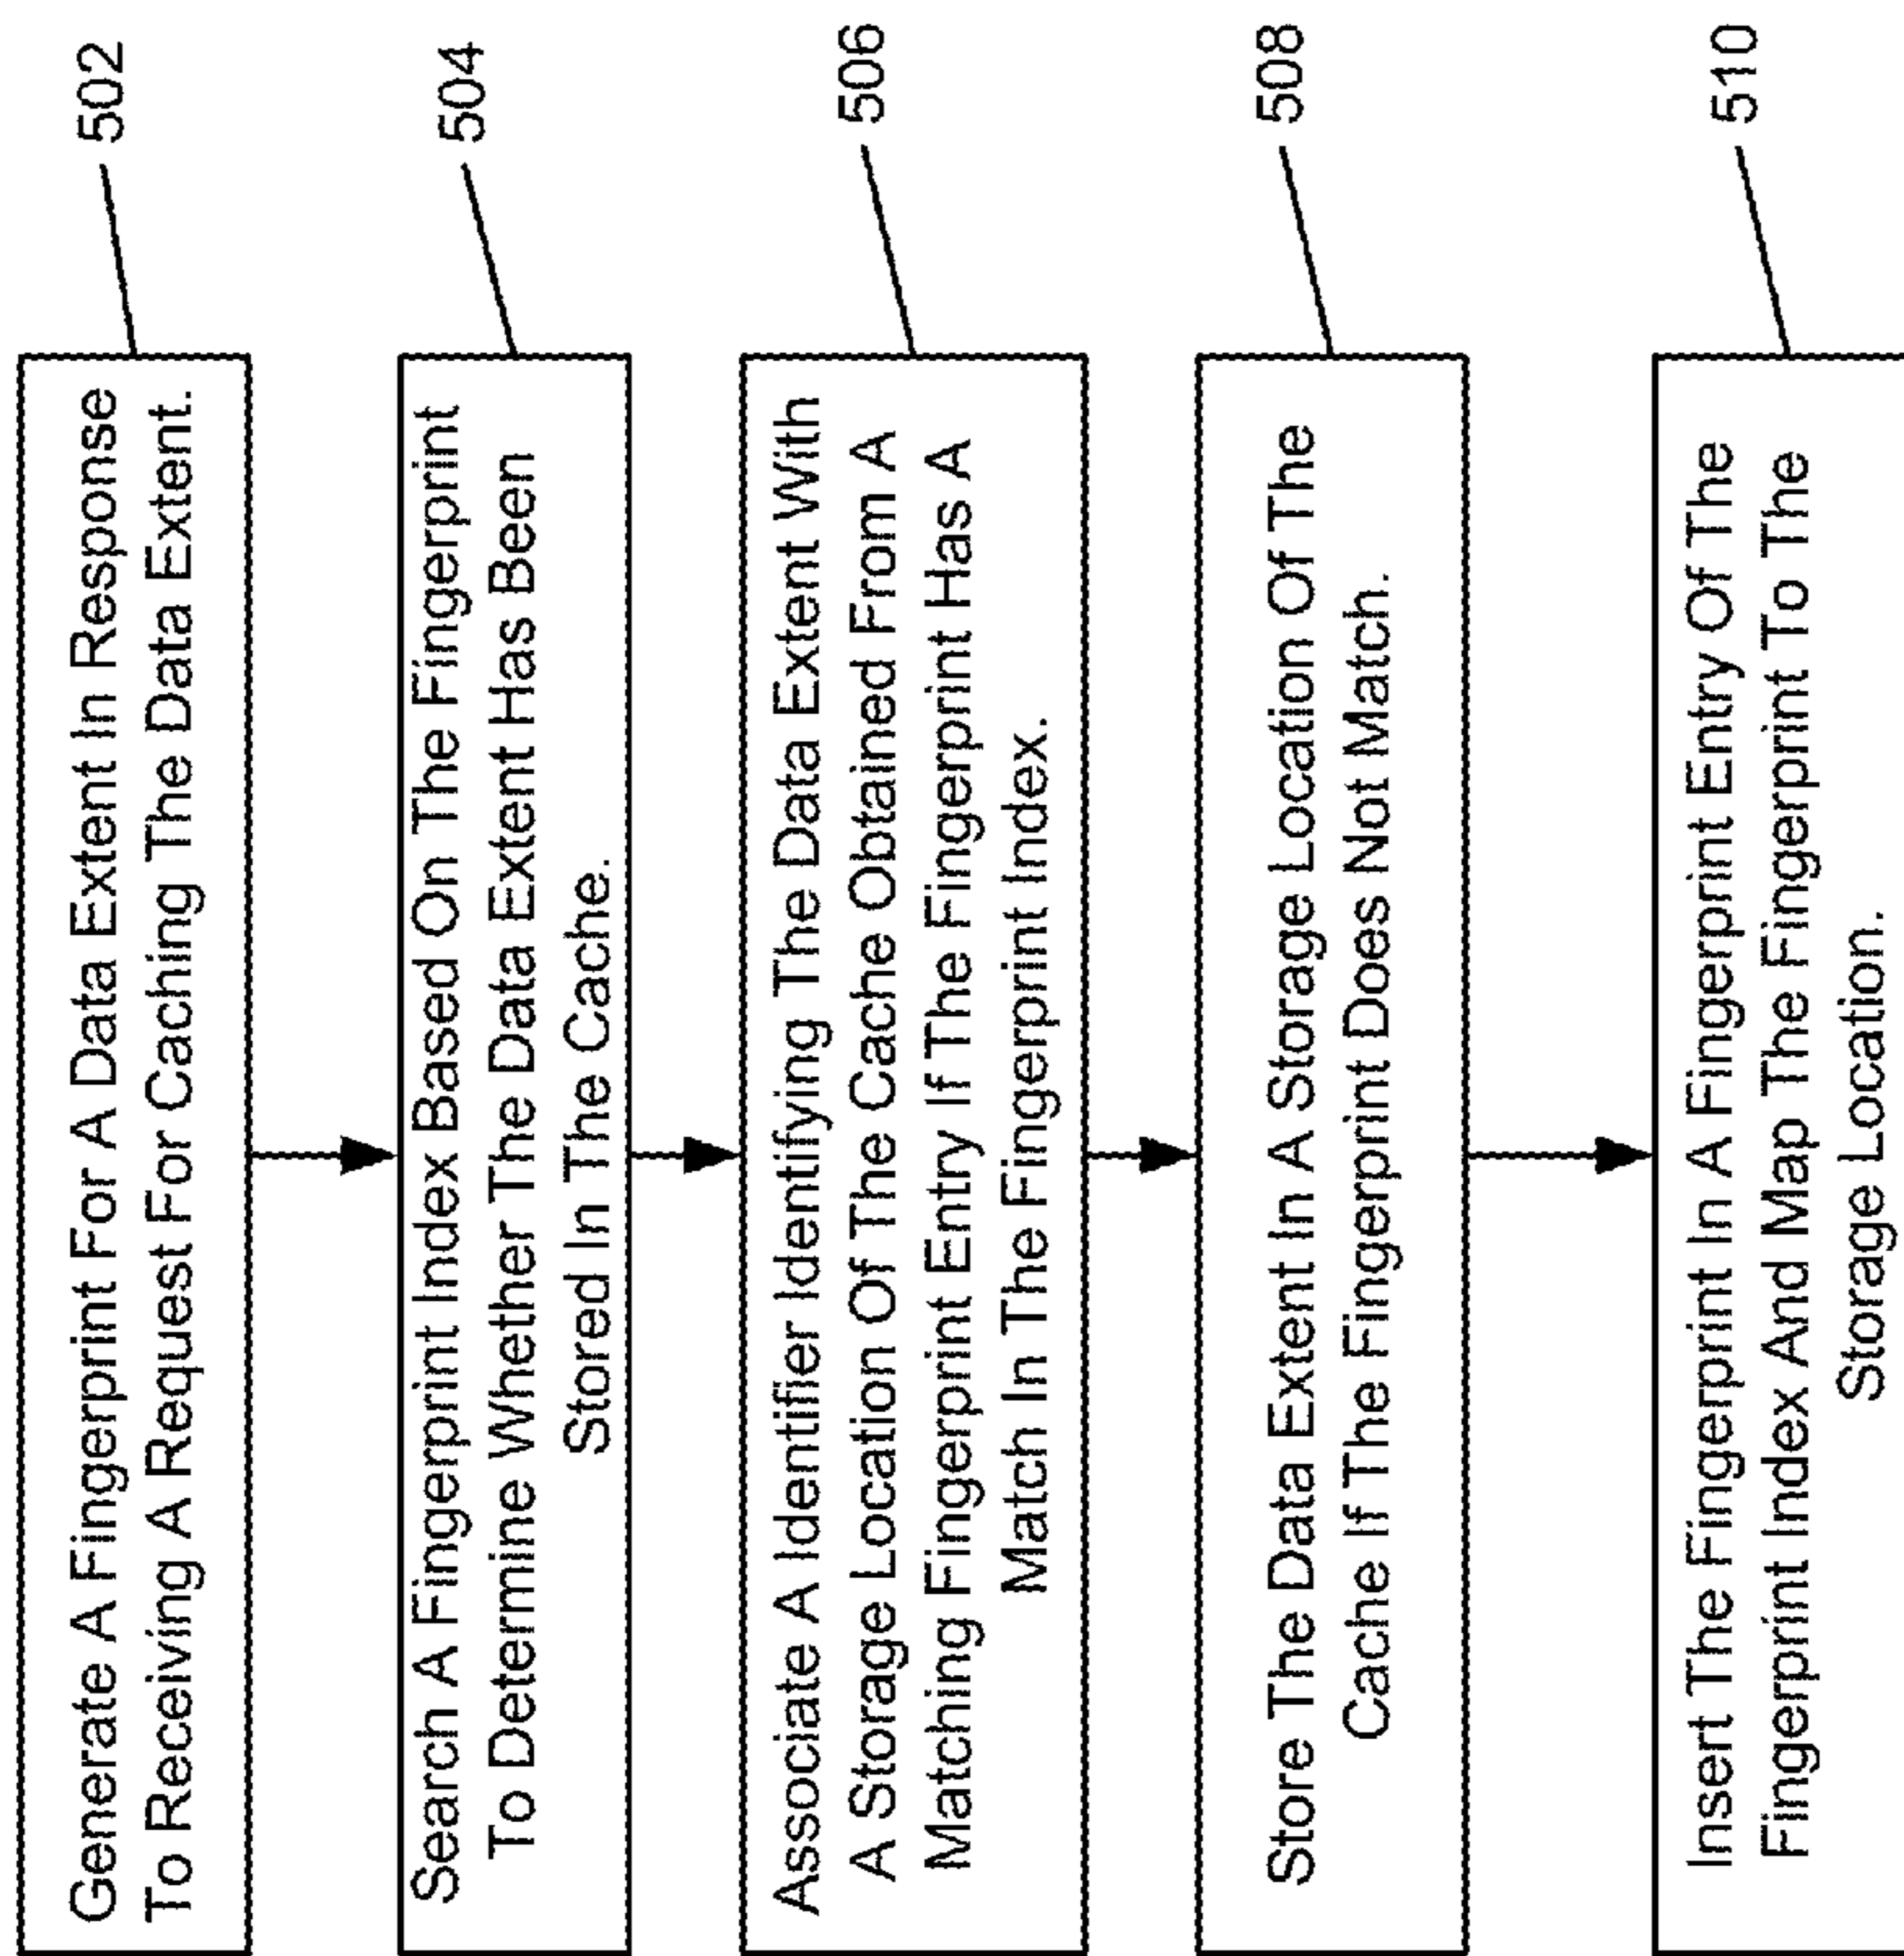 Generate A Fingerprint For A Data Extent In Response
To Receiving A Request For Caching The Data Extent.
502
Search A Fingerprint Index Based On The Fingerprint
To Determine Whether The Data Extent Has Been
Stored In The Cache.
504
Associate A Identifier Identifying The Data Extent With
A Storage Location Of The Cache Obtained From A
Matching Fingerprint Entry If The Fingerprint Has A
Match In The Fingerprint Index.
506
Store The Data Extent In A Storage Location Of The
Cache If The Fingerprint Does Not Match.
508
Insert The Fingerprint In A Fingerprint Entry Of The
Fingerprint Index And Map The Fingerprint To The
Storage Location.
510